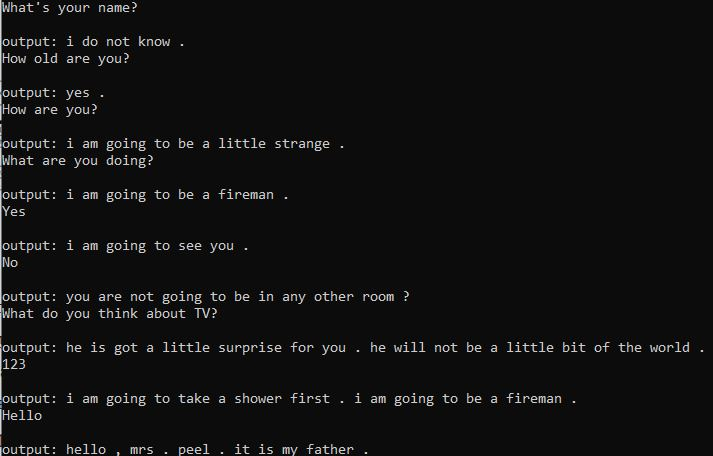 What's your name?
output: i do not know .
How old are you?
output: yes .
How are you?
output: i am going to be a little strange .
What are you doing?
output: i am going to be a fireman .
Yes
output: i am going to see you .
No
output: you are not going to be in any other room ?
What do you think about TV?
output: he is got a little surprise for you . he will not be a little bit of the world .
123
output: i am going to take a shower first . i am going to be a fireman .
Hello
output: hello , mrs . peel . it is my father .